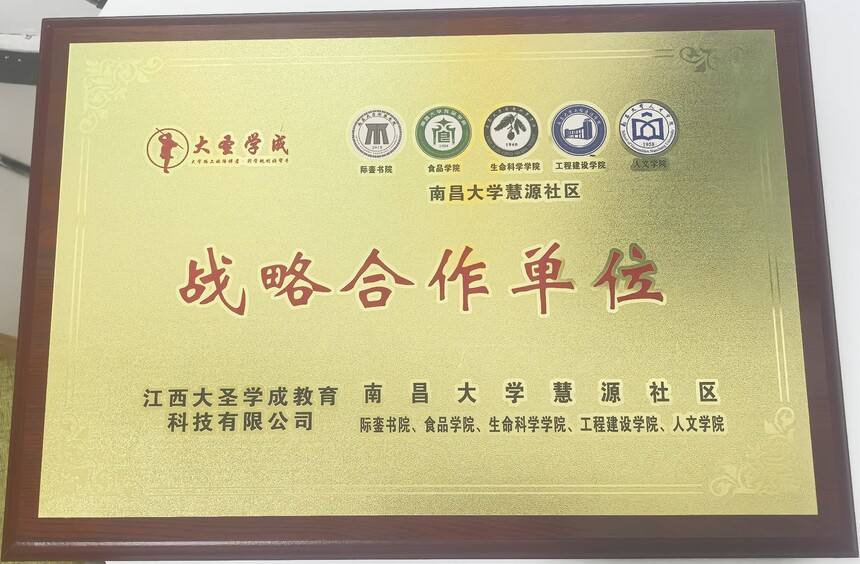 大圣学成
际銮书院 食品学院 生命科学学院 工程建设学院 人文学院
1940
1958
南昌大学慧源社区
战略合作单位
江西大圣学成教育
科技有限公司
南昌大学慧源社区
际銮书院、食品学院、生命科学学院、工程建设学院、人文学院